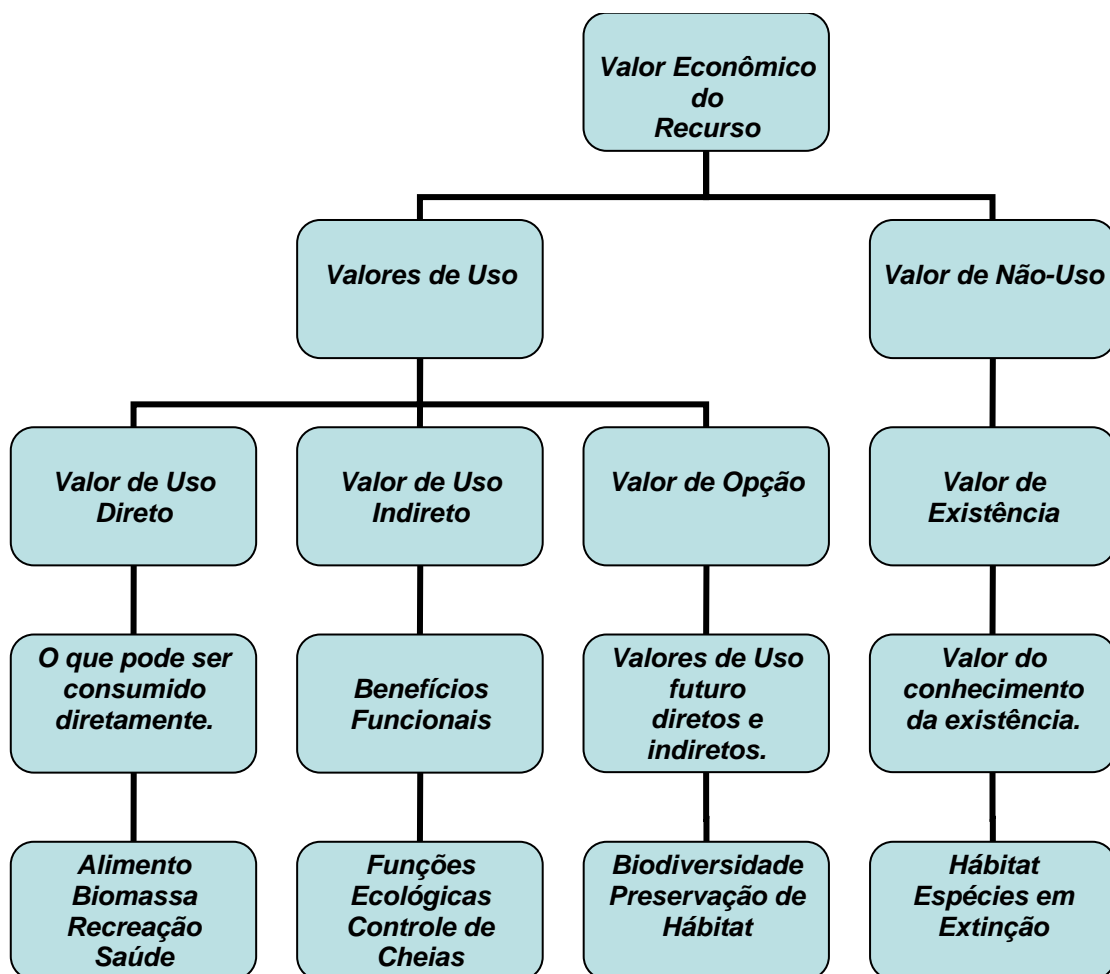 Valor Econômico
do
Recurso
Valores de Uso
Valor de Não-Uso
Valor de Uso
Direto
Valor de Uso
Indireto
Valor de Opção
Valor de
Existência
O que pode ser
consumido
diretamente.
Benefícios
Funcionais
Valores de Uso
futuro
diretos e
indiretos.
Valor do
conhecimento
da existência.
Alimento
Biomassa
Recreação
Saúde
Funções
Ecológicas
Controle de
Cheias
Biodiversidade
Preservação de
Hábitat
Hábitat
Espécies em
Extinção